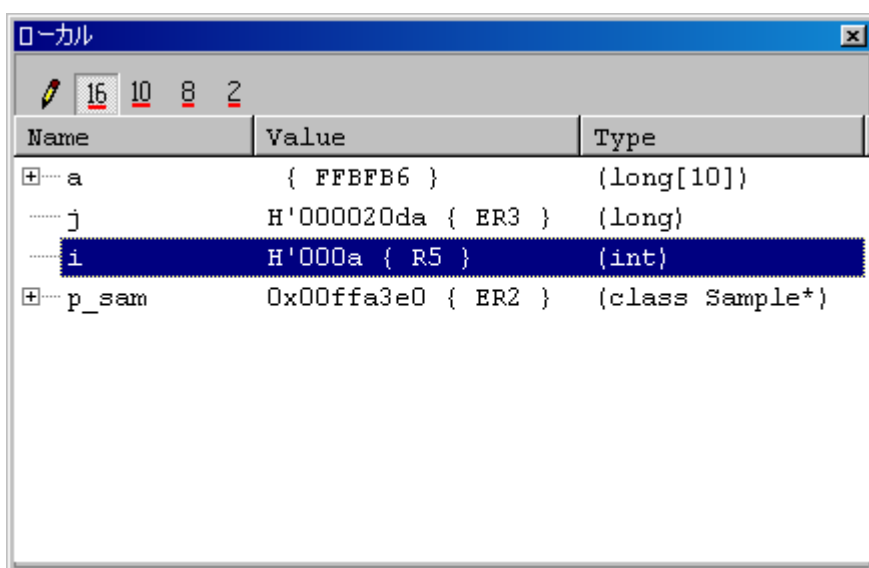 ローカル
16 10 8 2
Name Value Type
a { FFBFB6 } (long[10])
j H'000020da { ER3 } (long)
i H'000a { R5 } (int)
p_sam 0x00ffa3e0 { ER2 } (class Sample*)